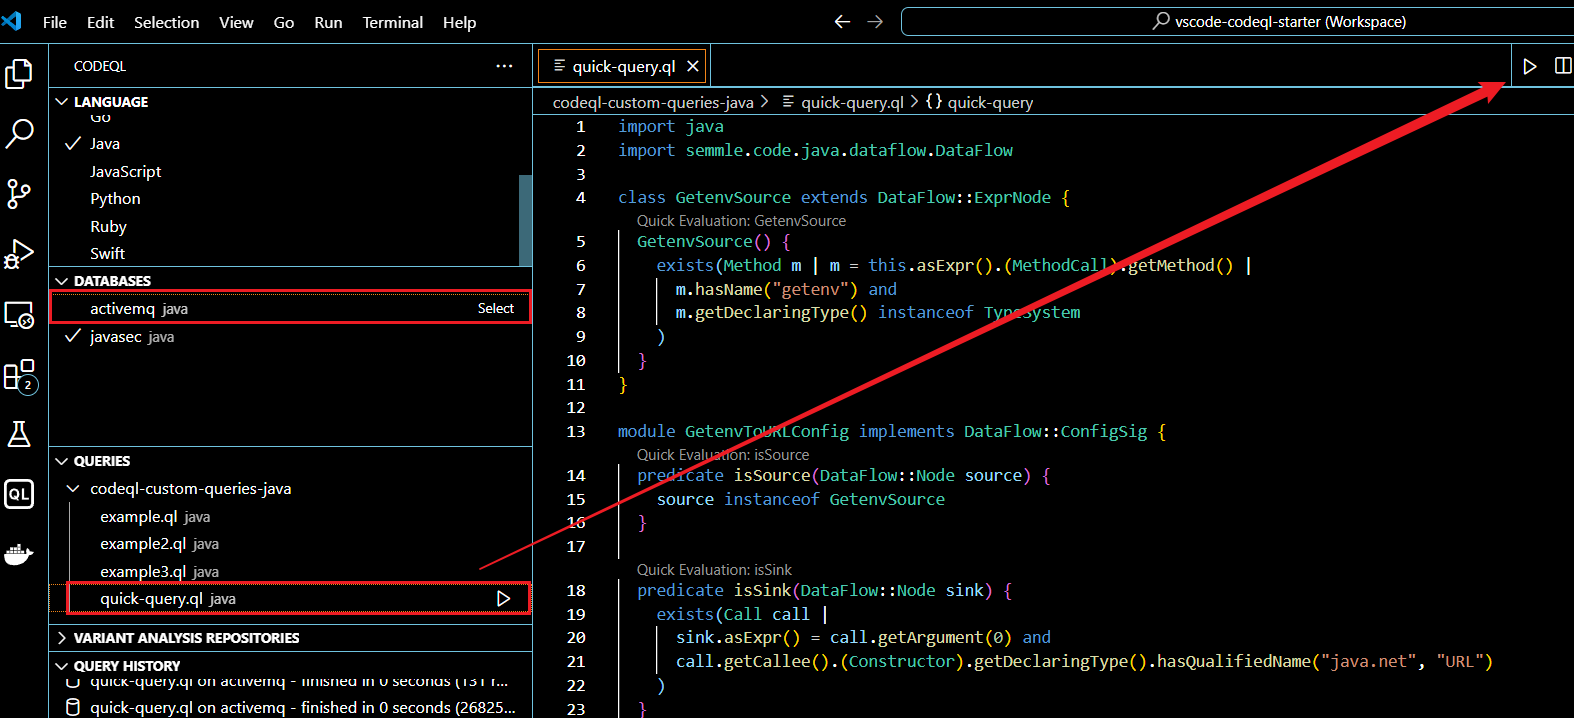 File Edit Selection View Go Run Terminal Help
vscode-codeql-starter (Workspace)
CODEQL
LANGUAGE
Go
Java
JavaScript
Python
Ruby
Swift
DATABASES
activemq java Select
javasec java
2
QUERIES
codeql-custom-queries-java
QL
example.ql java
example2.ql java
example3.ql java
quick-query.ql java
VARIANT ANALYSIS REPOSITORIES
QUERY HISTORY
quick-query.ql on activemq - finished in 0 seconds (131 r...
quick-query.ql on activemq - finished in 0 seconds (26825...
quick-query.ql
codeql-custom-queries-java > quick-query.ql > {} quick-query
1 import java
2 import semmle.code.java.dataflow.DataFlow
3
4 class GetenvSource extends DataFlow::ExprNode {
Quick Evaluation: GetenvSource
5 GetenvSource() {
6 exists(Method m | m = this.asExpr().(MethodCall).getMethod() |
7 m.hasName("getenv") and
8 m.getDeclaringType() instanceof TypeSystem
9 )
10 }
11 }
12
13 module GetenvToURLConfig implements DataFlow::ConfigSig {
Quick Evaluation: isSource
14 predicate isSource(DataFlow::Node source) {
15 source instanceof GetenvSource
16 }
17
Quick Evaluation: isSink
18 predicate isSink(DataFlow::Node sink) {
19 exists(Call call |
20 sink.asExpr() = call.getArgument(0) and
21 call.getCallee().(Constructor).getDeclaringType().hasQualifiedName("java.net", "URL")
22 )
23 }